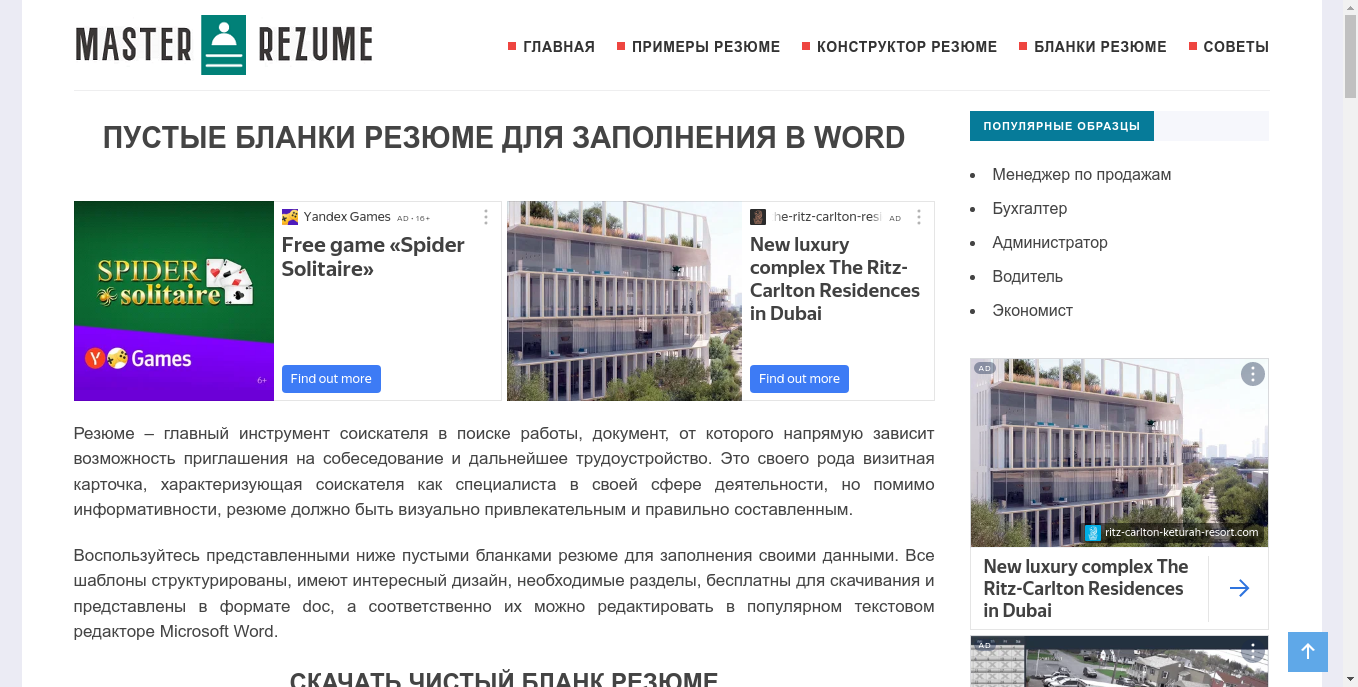 MASTER REZUME
ГЛАВНАЯ
ПРИМЕРЫ РЕЗЮМЕ
КОНСТРУКТОР РЕЗЮМЕ
БЛАНКИ РЕЗЮМЕ
СОВЕТЫ
ПУСТЫЕ БЛАНКИ РЕЗЮМЕ ДЛЯ ЗАПОЛНЕНИЯ В WORD
SPIDER
solitaire
Y Games
6+
Yandex Games AD • 16+
Free game «Spider
Solitaire»
Find out more
he-ritz-carlton-resi AD
New luxury
complex The Ritz-
Carlton Residences
in Dubai
Find out more
Резюме – главный инструмент соискателя в поиске работы, документ, от которого напрямую зависит
возможность приглашения на собеседование и дальнейшее трудоустройство. Это своего рода визитная
карточка, характеризующая соискателя как специалиста в своей сфере деятельности, но помимо
информативности, резюме должно быть визуально привлекательным и правильно составленным.
Воспользуйтесь представленными ниже пустыми бланками резюме для заполнения своими данными. Все
шаблоны структурированы, имеют интересный дизайн, необходимые разделы, бесплатны для скачивания и
представлены в формате doc, а соответственно их можно редактировать в популярном текстовом
редакторе Microsoft Word.
СКАЧАТЬ ЧИСТЫЙ БЛАНК РЕЗЮМЕ
ПОПУЛЯРНЫЕ ОБРАЗЦЫ
Менеджер по продажам
Бухгалтер
Администратор
Водитель
Экономист
AD
ritz-carlton-keturah-resort.com
New luxury complex The
Ritz-Carlton Residences
in Dubai
AD